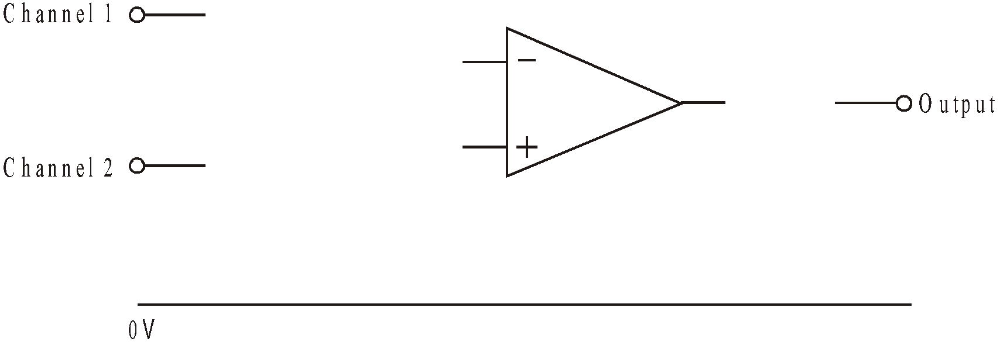 Channel 1
−
Output
+
Channel 2
0V